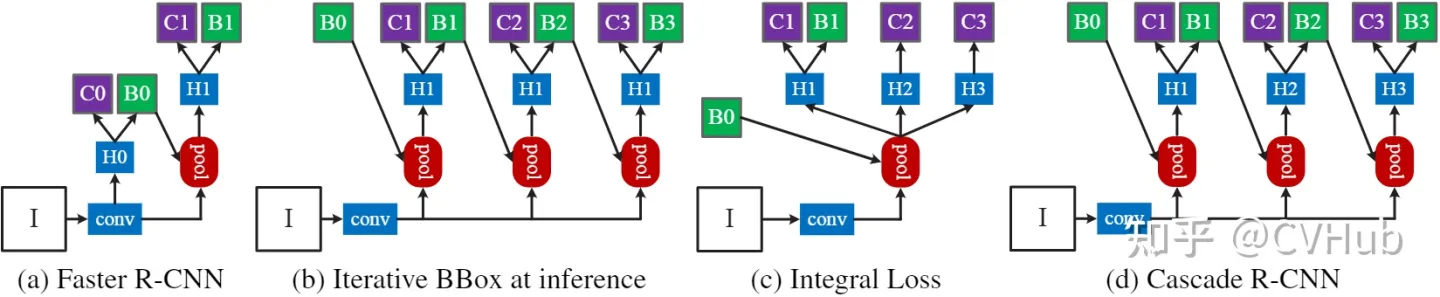 C1 B1 B0 C1 B1 C2 B2 C3 B3 C1 B1 C2 C3 B0 C1 B1 C2 B2 C3 B3
C0 B0 H1 H1 H1 H1 H1 H2 H3 H1 H2 H3
B0
H0 pool pool pool pool pool pool pool pool
I conv I conv I conv I conv
知乎 @CVHub
(a) Faster R-CNN (b) Iterative BBox at inference (c) Integral Loss (d) Cascade R-CNN